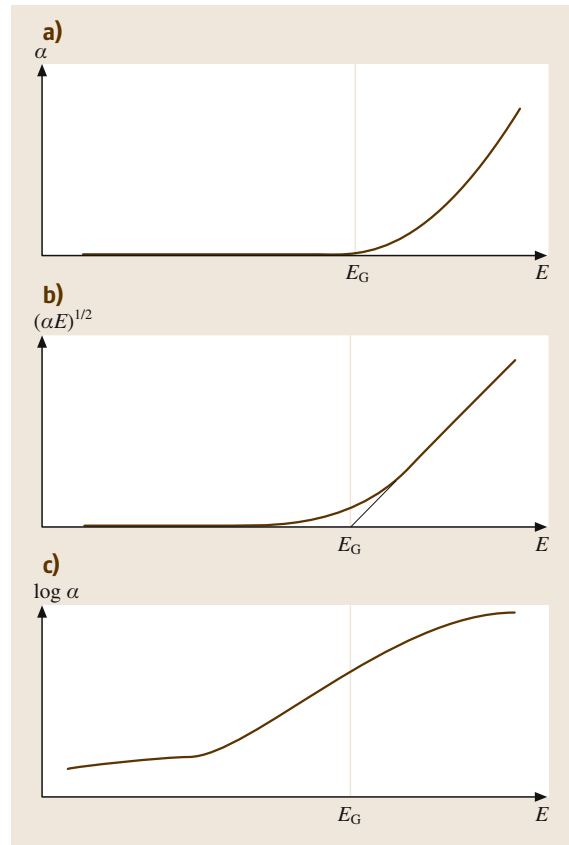 a)
α
E_G E
b)
(αE)^{1/2}
E_G E
c)
log α
E_G E